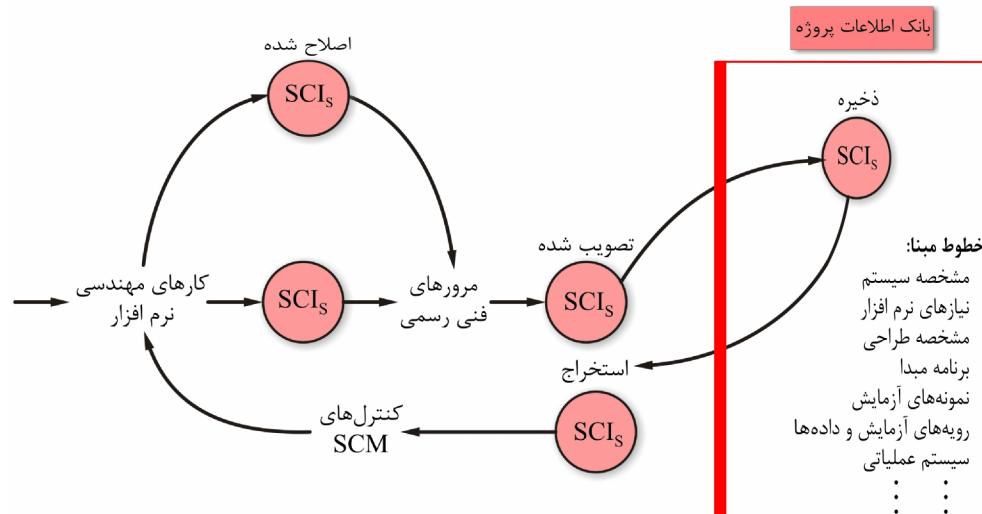 بانک اطلاعات پروژه
اصلاح شده
SCIs
ذخیره
SCIs
کارهای مهندسی
نرم افزار
SCIs
مرورهای
فنی رسمی
تصویب شده
SCIs
استخراج
SCIs
کنترل‌های
SCM
خطوط مبنا:
مشخصه سیستم
نیازهای نرم افزار
مشخصه طراحی
برنامه مبدا
نمونه‌های آزمایش
رویه‌های آزمایش و داده‌ها
سیستم عملیاتی